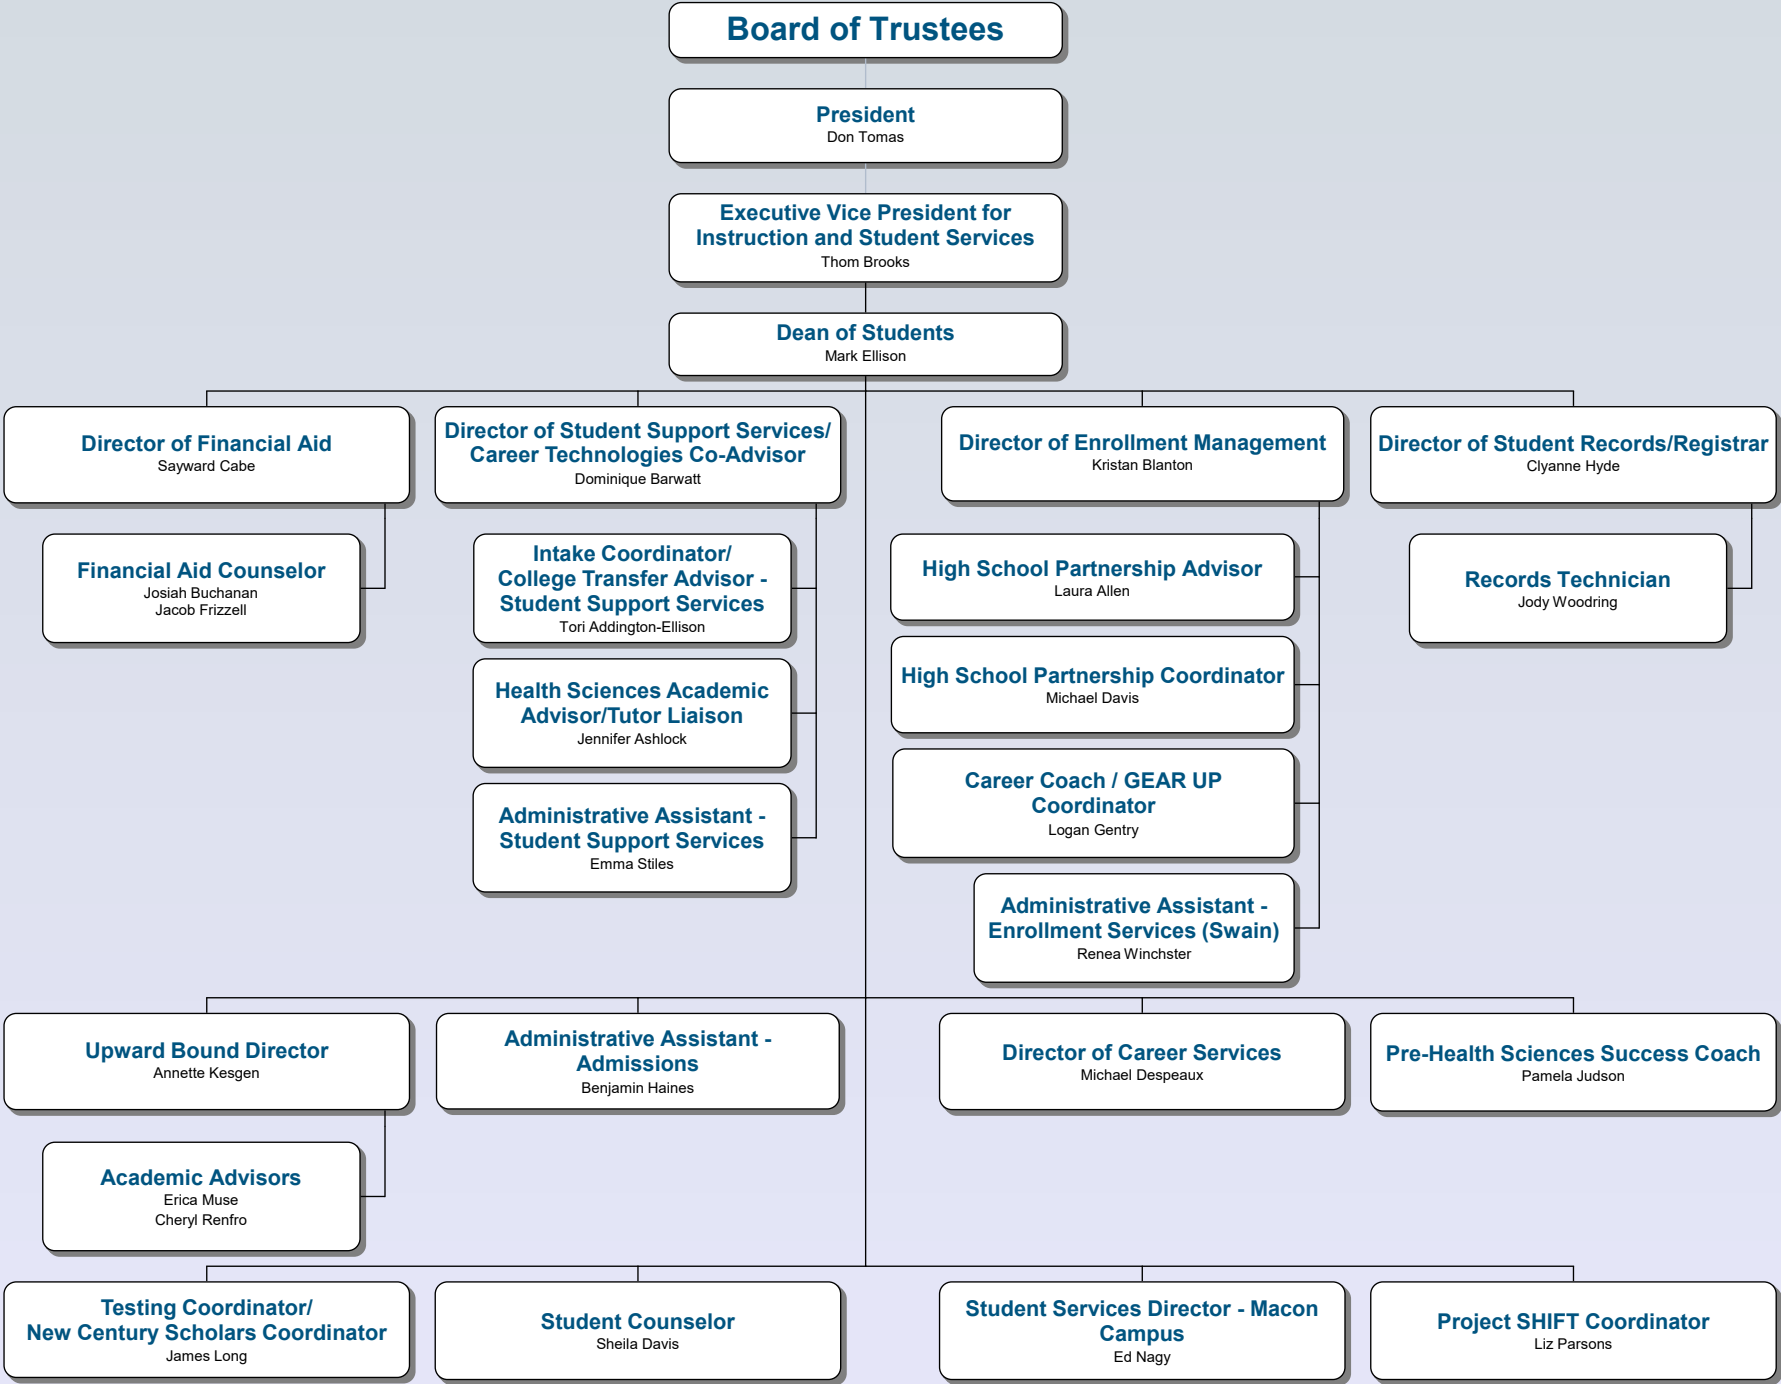 Board of Trustees
President
Don Tomas
Executive Vice President for
Instruction and Student Services
Thom Brooks
Dean of Students
Mark Ellison
Director of Financial Aid
Sayward Cabe
Director of Student Support Services/
Career Technologies Co-Advisor
Dominique Barwatt
Director of Enrollment Management
Kristan Blanton
Director of Student Records/Registrar
Clyanne Hyde
Financial Aid Counselor
Josiah Buchanan
Jacob Frizzell
Intake Coordinator/
College Transfer Advisor -
Student Support Services
Tori Addington-Ellison
Health Sciences Academic
Advisor/Tutor Liaison
Jennifer Ashlock
Administrative Assistant -
Student Support Services
Emma Stiles
High School Partnership Advisor
Laura Allen
High School Partnership Coordinator
Michael Davis
Career Coach / GEAR UP
Coordinator
Logan Gentry
Administrative Assistant -
Enrollment Services (Swain)
Renea Winchster
Records Technician
Jody Woodring
Upward Bound Director
Annette Kesgen
Administrative Assistant -
Admissions
Benjamin Haines
Director of Career Services
Michael Despeaux
Pre-Health Sciences Success Coach
Pamela Judson
Academic Advisors
Erica Muse
Cheryl Renfro
Testing Coordinator/
New Century Scholars Coordinator
James Long
Student Counselor
Sheila Davis
Student Services Director - Macon
Campus
Ed Nagy
Project SHIFT Coordinator
Liz Parsons